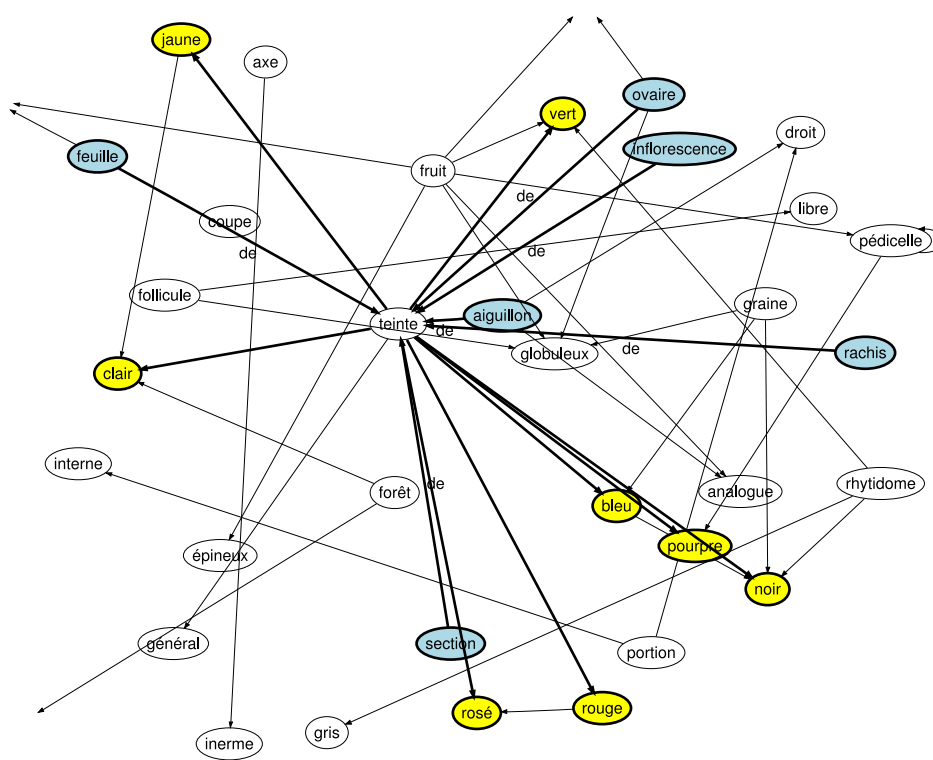 jaune
axe
ovaire
vert
droit
feuille
inflorescence
fruit
de
libre
coupe
pédicelle
de
de
follicule
graine
aiguillon
teinte
de
de
globuleux
rachis
clair
interne
forêt
de
analogue
rhytidome
bleu
pourpre
épineux
noir
général
section
portion
rosé
rouge
gris
inerme